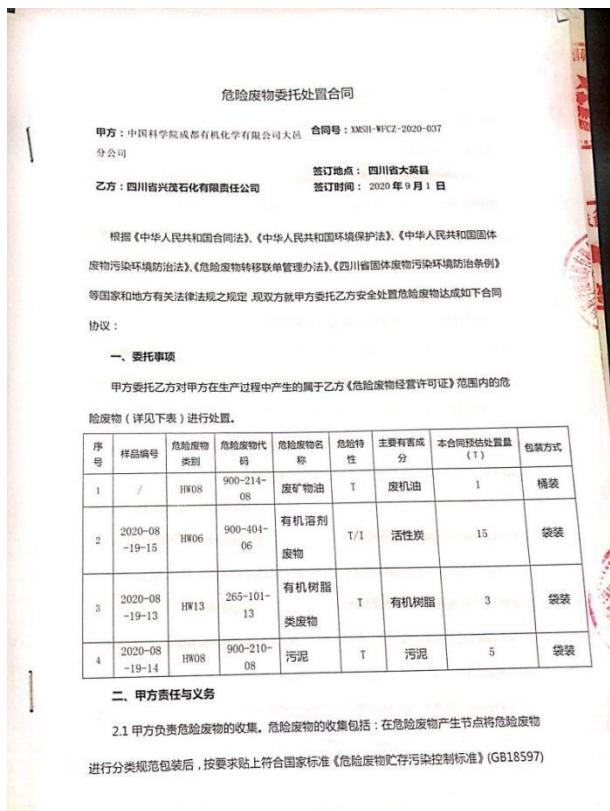 危险废物委托处置合同
甲方：中国科学院成都有机化学有限公司大邑 合同号：XMSH-WFCZ-2020-037
分公司
签订地点： 四川省大英县
乙方：四川省兴茂石化有限责任公司 签订时间： 2020 年 9 月 1 日
根据《中华人民共和国合同法》、《中华人民共和国环境保护法》、《中华人民共和国固体
废物污染环境防治法》、《危险废物转移联单管理办法》、《四川省固体废物污染环境防治条例》
等国家和地方有关法律法规之规定 ,现双方就甲方委托乙方安全处置危险废物达成如下合同
协议：
一、委托事项
甲方委托乙方对甲方在生产过程中产生的属于乙方《危险废物经营许可证》范围内的危
险废物（详见下表）进行处置。
序号 样品编号 危险废物类别 危险废物代码 危险废物名称 危险特性 主要有害成分 本合同预估处置量（T） 包装方式
1 / HW08 900-214-08 废矿物油 T 废机油 1 桶装
2 2020-08-19-15 HW06 900-404-06 有机溶剂废物 T/I 活性炭 15 袋装
3 2020-08-19-13 HW13 265-101-13 有机树脂类废物 T 有机树脂 3 袋装
4 2020-08-19-14 HW08 900-210-08 污泥 T 污泥 5 袋装
二、甲方责任与义务
2.1 甲方负责危险废物的收集。危险废物的收集包括：在危险废物产生节点将危险废物
进行分类规范包装后，按要求贴上符合国家标准《危险废物贮存污染控制标准》(GB18597)